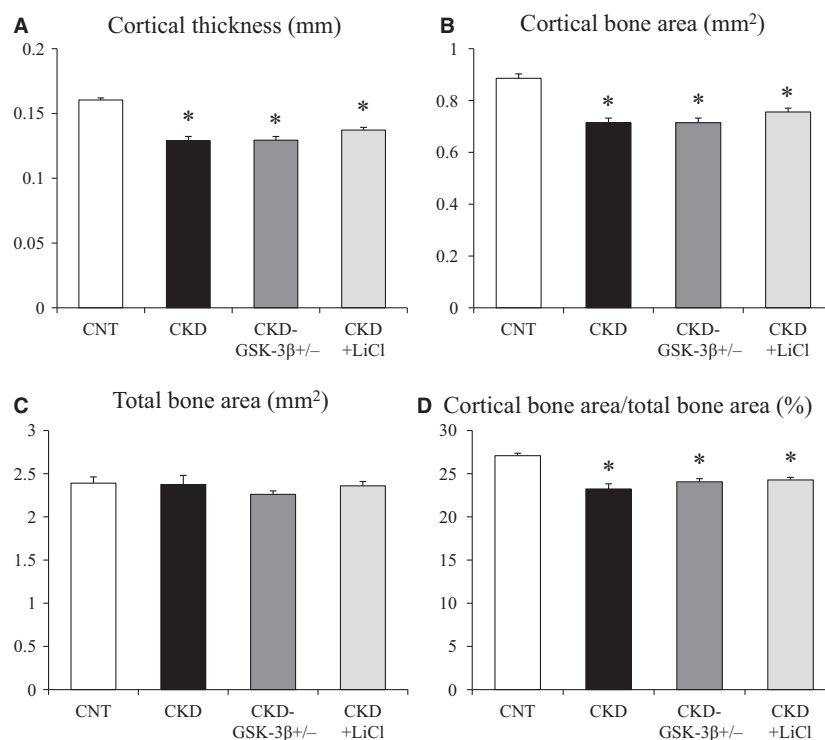 A Cortical thickness (mm)
0.2
0.15
0.1
0.05
0
* * *
CNT CKD CKD- CKD
GSK-3β+/– +LiCl
B Cortical bone area (mm²)
1
0.8
0.6
0.4
0.2
0
* * *
CNT CKD CKD- CKD
GSK-3β+/– +LiCl
C Total bone area (mm²)
3
2.5
2
1.5
1
0.5
0
CNT CKD CKD- CKD
GSK-3β+/– +LiCl
D Cortical bone area/total bone area (%)
30
25
20
15
10
5
0
* * *
CNT CKD CKD- CKD
GSK-3β+/– +LiCl